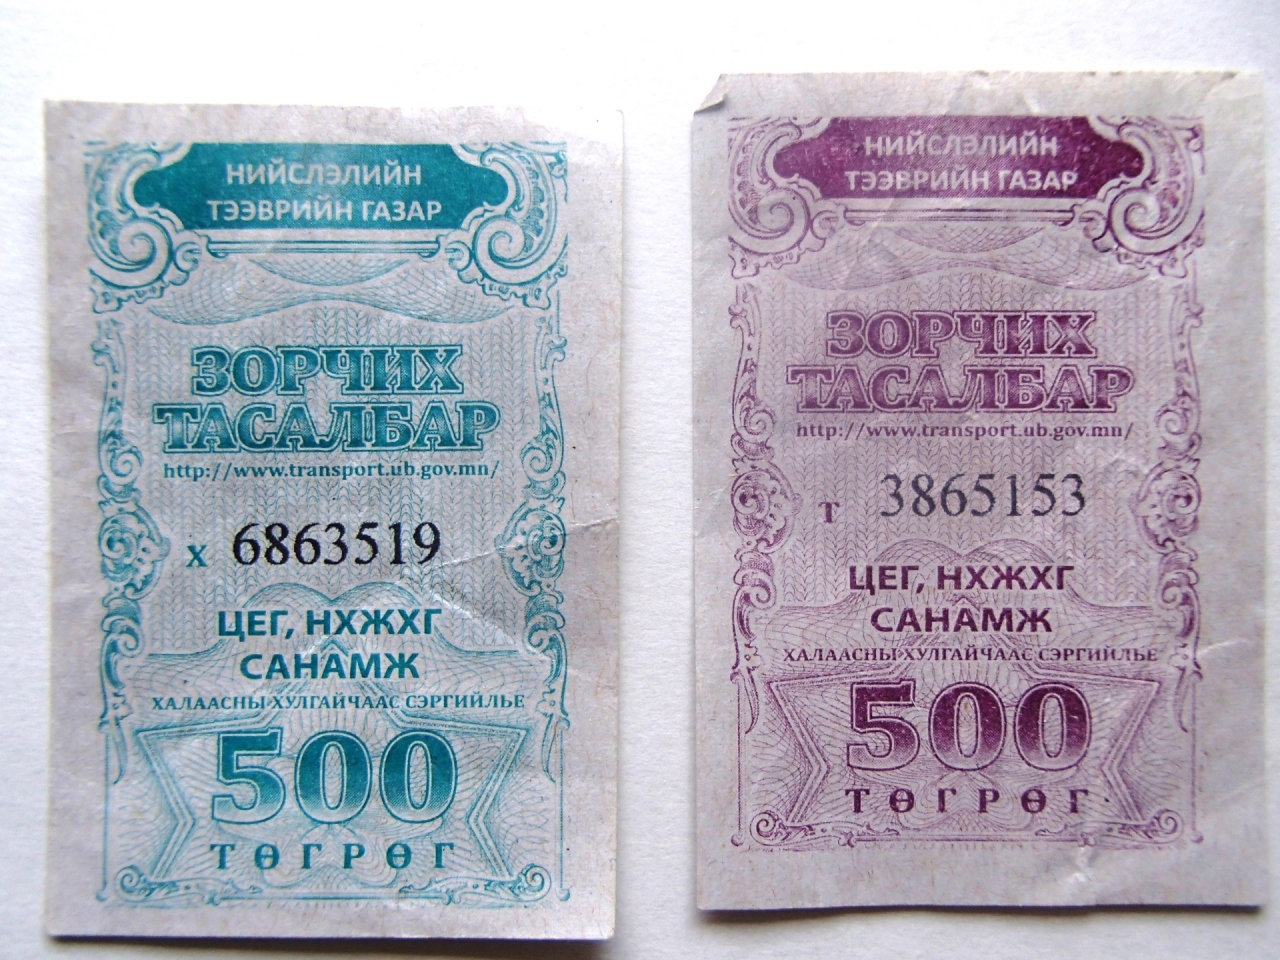 НИЙСЛЭЛИЙН
ТЭЭВРИЙН ГАЗАР
ЗОРЧИХ
ТАСАЛБАР
http://www.transport.ub.gov.mn/
Х 6863519
ЦЕГ, НХЖХГ
САНАМЖ
ХАЛААСНЫ ХУЛГАЙЧААС СЭРГИЙЛЬЕ
500
ТӨГРӨГ
НИЙСЛЭЛИЙН
ТЭЭВРИЙН ГАЗАР
ЗОРЧИХ
ТАСАЛБАР
http://www.transport.ub.gov.mn/
Т 3865153
ЦЕГ, НХЖХГ
САНАМЖ
ХАЛААСНЫ ХУЛГАЙЧААС СЭРГИЙЛЬЕ
500
ТӨГРӨГ